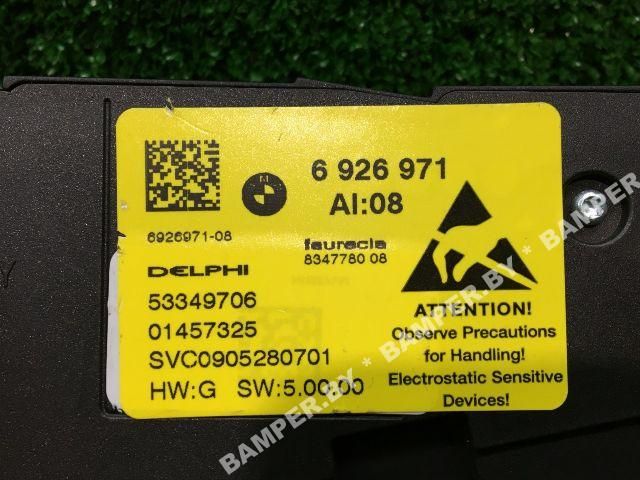 6 926 971
AI:08
6926971-08
faurecia
8347780 08
DELPHI
53349706
01457325
SVC0905280701
HW:G SW:5.00.00
ATTENTION!
Observe Precautions
for Handling!
Electrostatic Sensitive
Devices!
BAMPER.BY * BAMPER.BY * BAMPER.BY